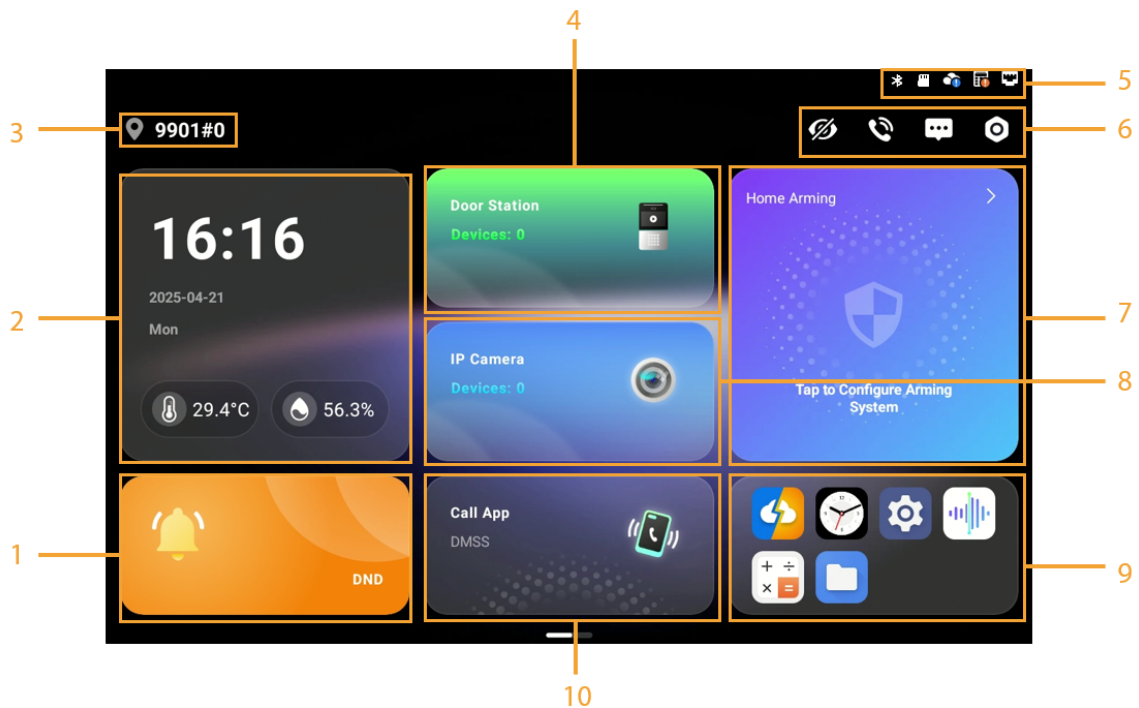 4
5
3
9901#0
6
Door Station
Devices: 0
Home Arming
16:16
2025-04-21
Mon
2
7
IP Camera
Devices: 0
8
29.4°C
56.3%
Tap to Configure Arming
System
1
DND
Call App
DMSS
+ ÷
× =
9
10